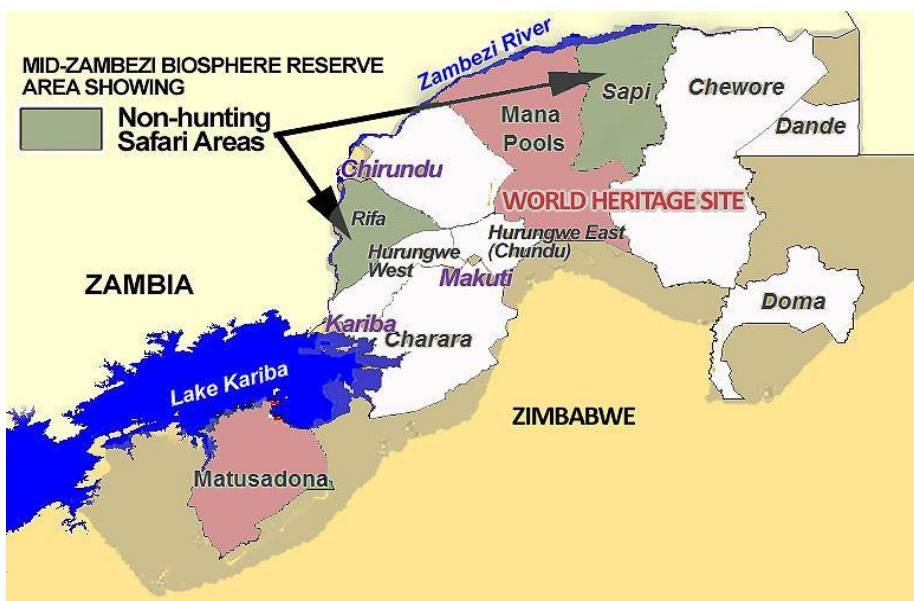 MID-ZAMBEZI BIOSPHERE RESERVE
AREA SHOWING
Non-hunting
Safari Areas
Zambezi River
Sapi
Chewore
Mana
Pools
Dande
Chirundu
WORLD HERITAGE SITE
Rifa
Hurungwe East
(Chundu)
Hurungwe
West
Makuti
ZAMBIA
Doma
Kariba
Charara
Lake Kariba
ZIMBABWE
Matusadona